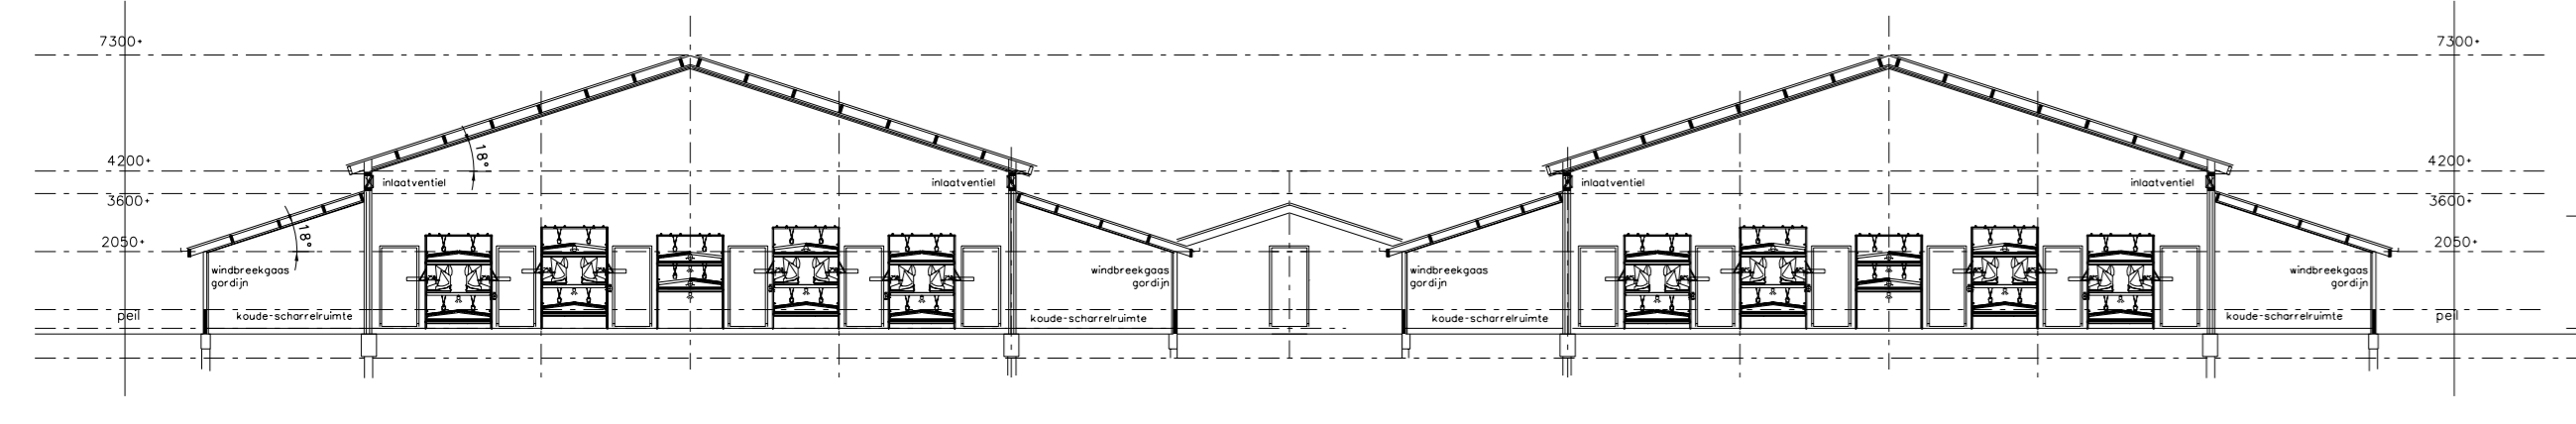 7300+ 7300+
4200+ 4200+
18°
inlaatventiel inlaatventiel inlaatventiel inlaatventiel
3600+ 3600+
18°
2050+ 2050+
windbreekgaas windbreekgaas windbreekgaas windbreekgaas
gordijn gordijn gordijn gordijn
peil koude-scharrelruimte koude-scharrelruimte koude-scharrelruimte koude-scharrelruimte peil